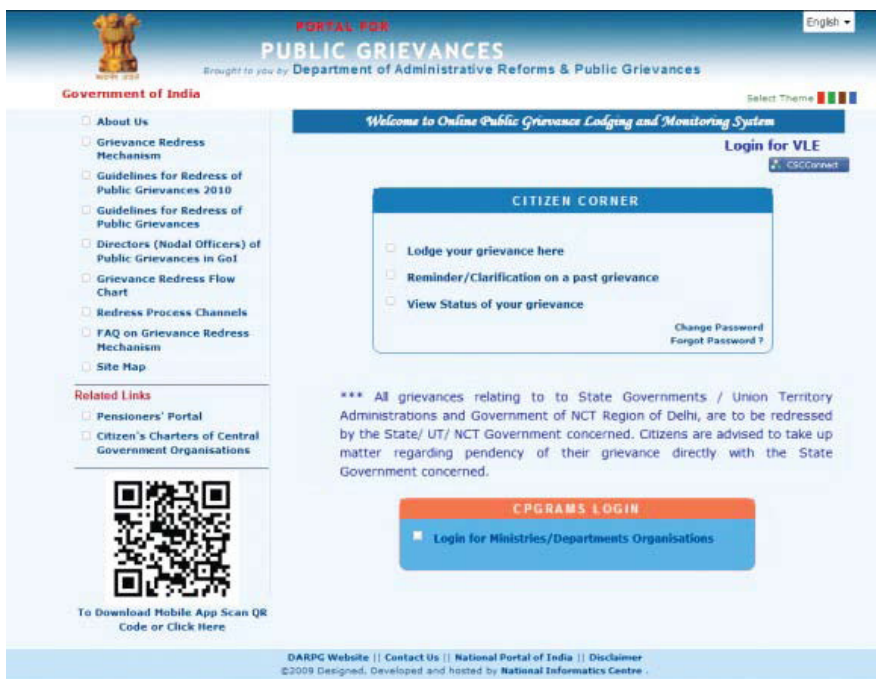 English
PORTAL FOR
PUBLIC GRIEVANCES
Brought to you by Department of Administrative Reforms & Public Grievances
Government of India
Select Theme
About Us
Grievance Redress
Mechanism
Guidelines for Redress of
Public Grievances 2010
Guidelines for Redress of
Public Grievances
Directors (Nodal Officers) of
Public Grievances in GoI
Grievance Redress Flow
Chart
Redress Process Channels
FAQ on Grievance Redress
Mechanism
Site Map
Related Links
Pensioners' Portal
Citizen's Charters of Central
Government Organisations
To Download Mobile App Scan QR
Code or Click Here
Welcome to Online Public Grievance Lodging and Monitoring System
Login for VLE
CSCConnect
CITIZEN CORNER
Lodge your grievance here
Reminder/Clarification on a past grievance
View Status of your grievance
Change Password
Forgot Password ?
*** All grievances relating to to State Governments / Union Territory
Administrations and Government of NCT Region of Delhi, are to be redressed
by the State/ UT/ NCT Government concerned. Citizens are advised to take up
matter regarding pendency of their grievance directly with the State
Government concerned.
CPGRAMS LOGIN
Login for Ministries/Departments Organisations
DARPG Website || Contact Us || National Portal of India || Disclaimer
©2009 Designed, Developed and hosted by National Informatics Centre .